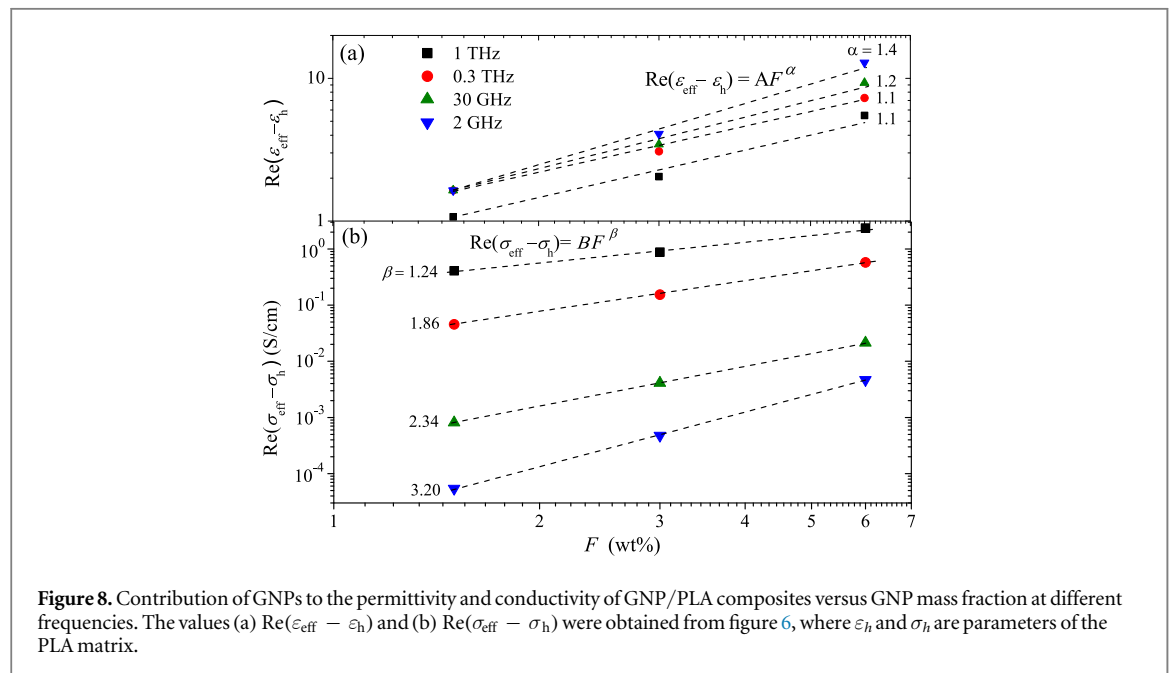 (a)
1 THz
0.3 THz
30 GHz
2 GHz
Re(ε_eff−ε_h) = AF^α
α = 1.4
1.2
1.1
1.1
10
1
Re(ε_eff−ε_h)
(b)
Re(σ_eff−σ_h)= BF^β
β = 1.24
1.86
2.34
3.20
10^0
10^-1
10^-2
10^-3
10^-4
Re(σ_eff−σ_h) (S/cm)
1 2 3 4 5 6 7
F (wt%)
Figure 8. Contribution of GNPs to the permittivity and conductivity of GNP/PLA composites versus GNP mass fraction at different
frequencies. The values (a) Re(ε_eff − ε_h) and (b) Re(σ_eff − σ_h) were obtained from figure 6, where ε_h and σ_h are parameters of the
PLA matrix.